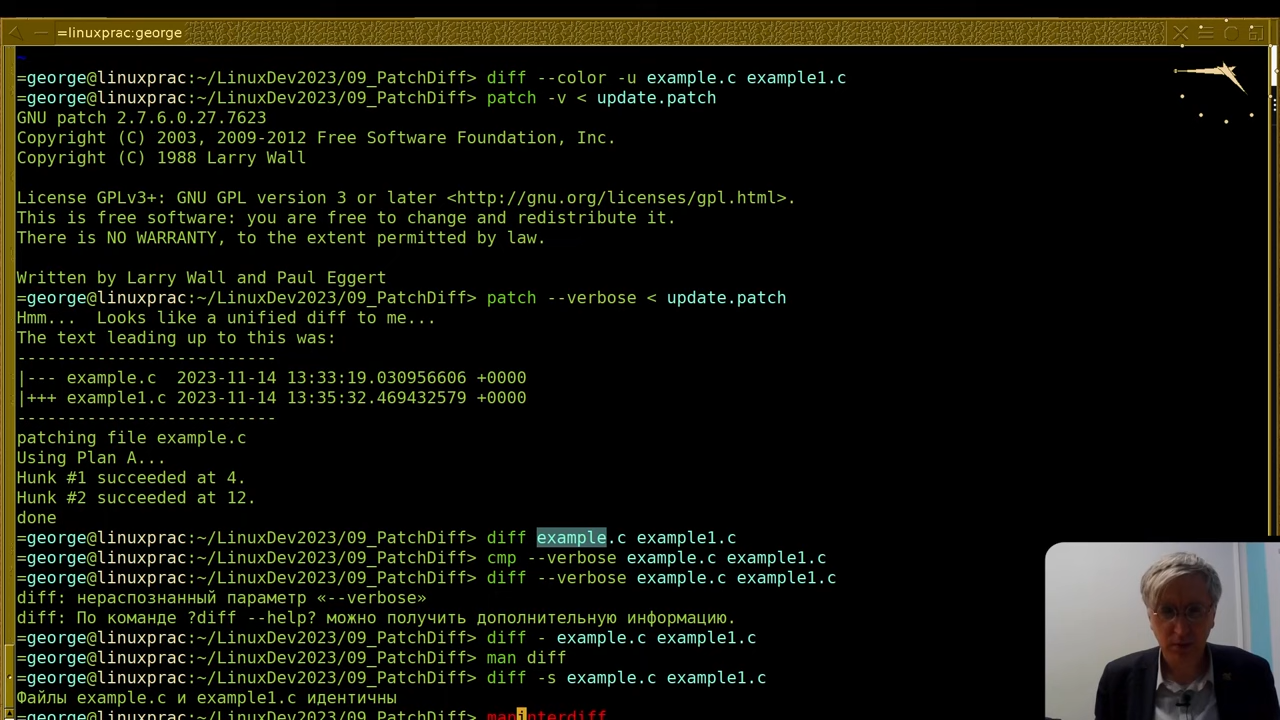 =linuxprac:george
=george@linuxprac:~/LinuxDev2023/09_PatchDiff> diff --color -u example.c example1.c
=george@linuxprac:~/LinuxDev2023/09_PatchDiff> patch -v < update.patch
GNU patch 2.7.6.0.27.7623
Copyright (C) 2003, 2009-2012 Free Software Foundation, Inc.
Copyright (C) 1988 Larry Wall
License GPLv3+: GNU GPL version 3 or later <http://gnu.org/licenses/gpl.html>.
This is free software: you are free to change and redistribute it.
There is NO WARRANTY, to the extent permitted by law.
Written by Larry Wall and Paul Eggert
=george@linuxprac:~/LinuxDev2023/09_PatchDiff> patch --verbose < update.patch
Hmm...  Looks like a unified diff to me...
The text leading up to this was:
--------------------------
|--- example.c  2023-11-14 13:33:19.030956606 +0000
|+++ example1.c 2023-11-14 13:35:32.469432579 +0000
--------------------------
patching file example.c
Using Plan A...
Hunk #1 succeeded at 4.
Hunk #2 succeeded at 12.
done
=george@linuxprac:~/LinuxDev2023/09_PatchDiff> diff example.c example1.c
=george@linuxprac:~/LinuxDev2023/09_PatchDiff> cmp --verbose example.c example1.c
=george@linuxprac:~/LinuxDev2023/09_PatchDiff> diff --verbose example.c example1.c
diff: нераспознанный параметр «--verbose»
diff: По команде ?diff --help? можно получить дополнительную информацию.
=george@linuxprac:~/LinuxDev2023/09_PatchDiff> diff - example.c example1.c
=george@linuxprac:~/LinuxDev2023/09_PatchDiff> man diff
=george@linuxprac:~/LinuxDev2023/09_PatchDiff> diff -s example.c example1.c
Файлы example.c и example1.c идентичны
=george@linuxprac:~/LinuxDev2023/09_PatchDiff> maninterdiff